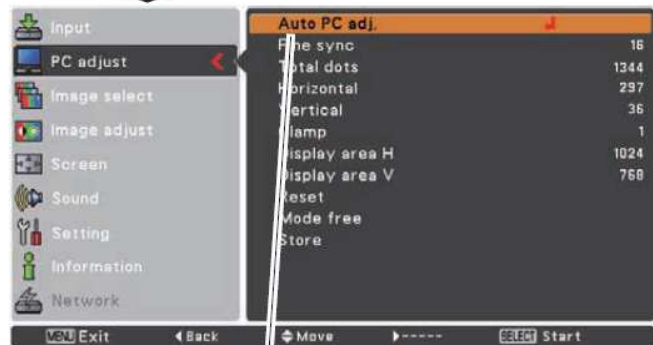 Input
PC adjust
Image select
Image adjust
Screen
Sound
Setting
Information
Network
Auto PC adj.
Fine sync 16
Total dots 1344
Horizontal 297
Vertical 36
Clamp 1
Display area H 1024
Display area V 768
Reset
Mode free
Store
MENU Exit
Back
Move
-----
SELECT Start